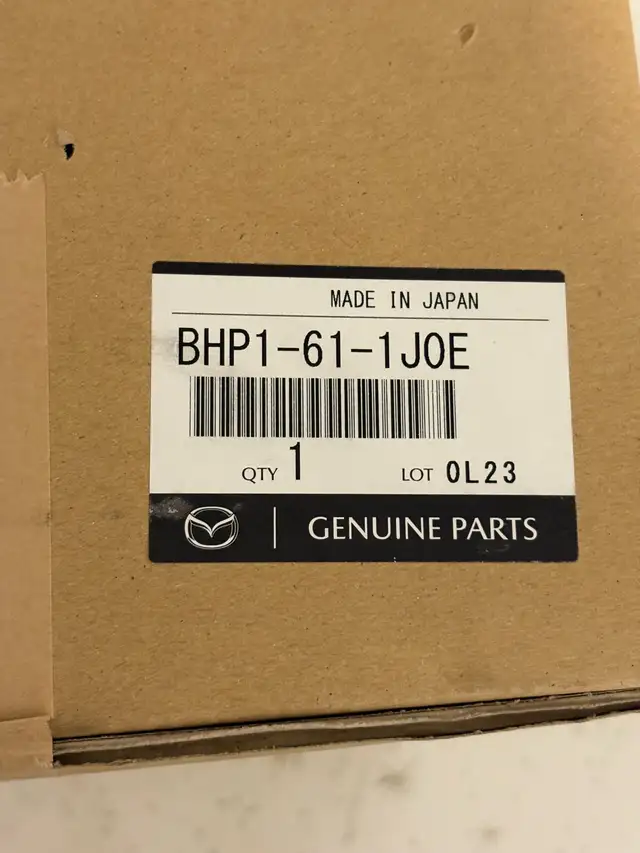 MADE IN JAPAN
BHP1-61-1J0E
QTY 1 LOT 0L23
GENUINE PARTS